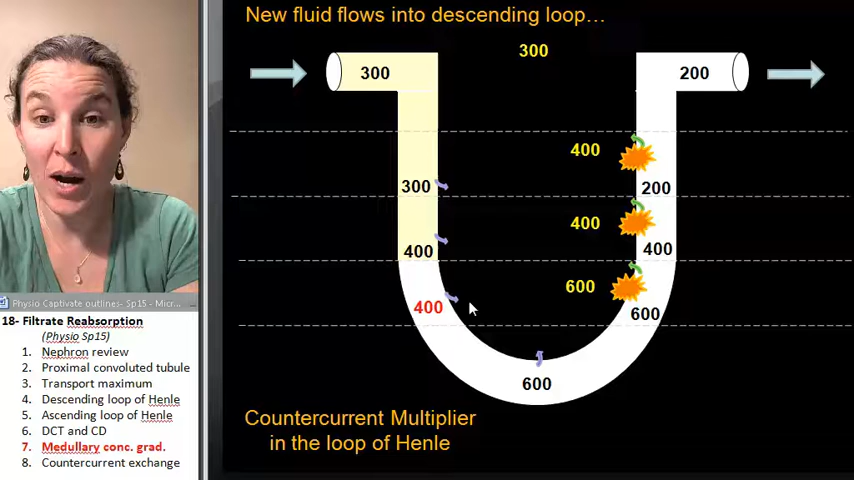 New fluid flows into descending loop…
300
300
200
400
300
200
400
400
400
600
400
600
600
Countercurrent Multiplier
in the loop of Henle
Physio Captivate outlines- Sp15 - Micr...
18- Filtrate Reabsorption
(Physio Sp15)
1. Nephron review
2. Proximal convoluted tubule
3. Transport maximum
4. Descending loop of Henle
5. Ascending loop of Henle
6. DCT and CD
7. Medullary conc. grad.
8. Countercurrent exchange